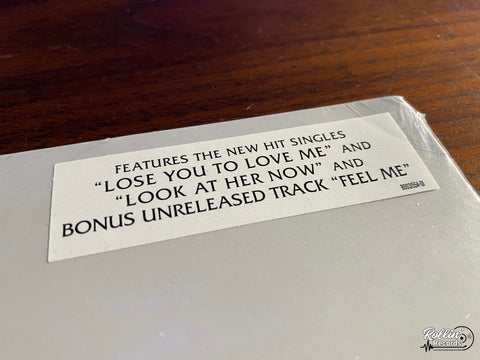 FEATURES THE NEW HIT SINGLES
“LOSE YOU TO LOVE ME” AND
“LOOK AT HER NOW” AND
BONUS UNRELEASED TRACK “FEEL ME”
Rollin'
Records